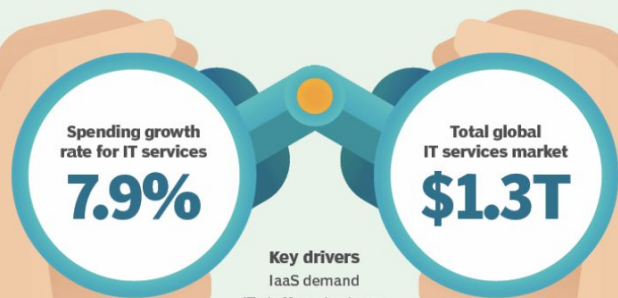 Spending growth
rate for IT services
7.9%
Total global
IT services market
$1.3T
Key drivers
IaaS demand